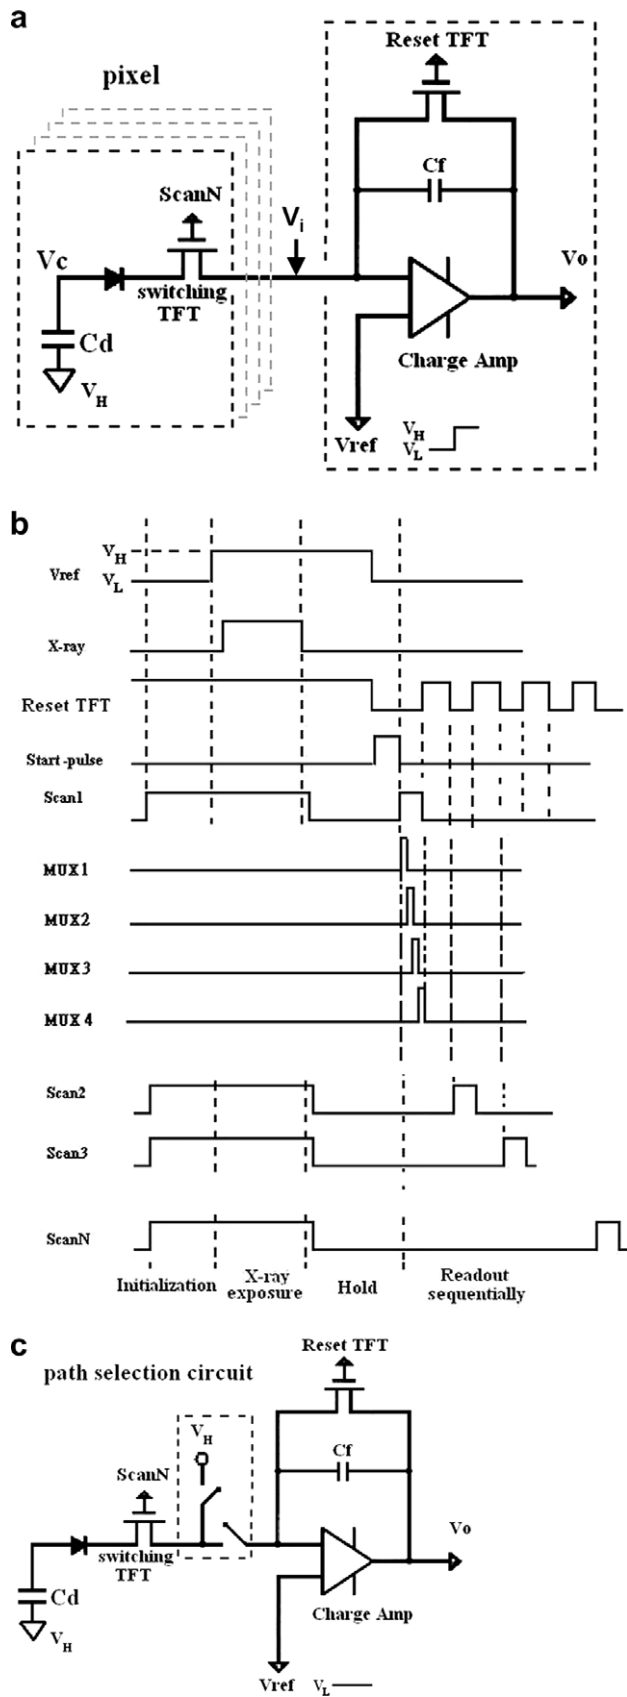 a
Reset TFT
pixel
Cf
ScanN
Vi
Vc
Vo
switching
TFT
Cd
Charge Amp
VH
Vref
VH
VL
b
VH
Vref
VL
X-ray
Reset TFT
Start-pulse
Scan1
MUX1
MUX2
MUX3
MUX4
Scan2
Scan3
ScanN
Initialization
X-ray
exposure
Hold
Readout
sequentially
c
Reset TFT
path selection circuit
VH
Cf
ScanN
Vo
switching
TFT
Cd
Charge Amp
VH
Vref
VL